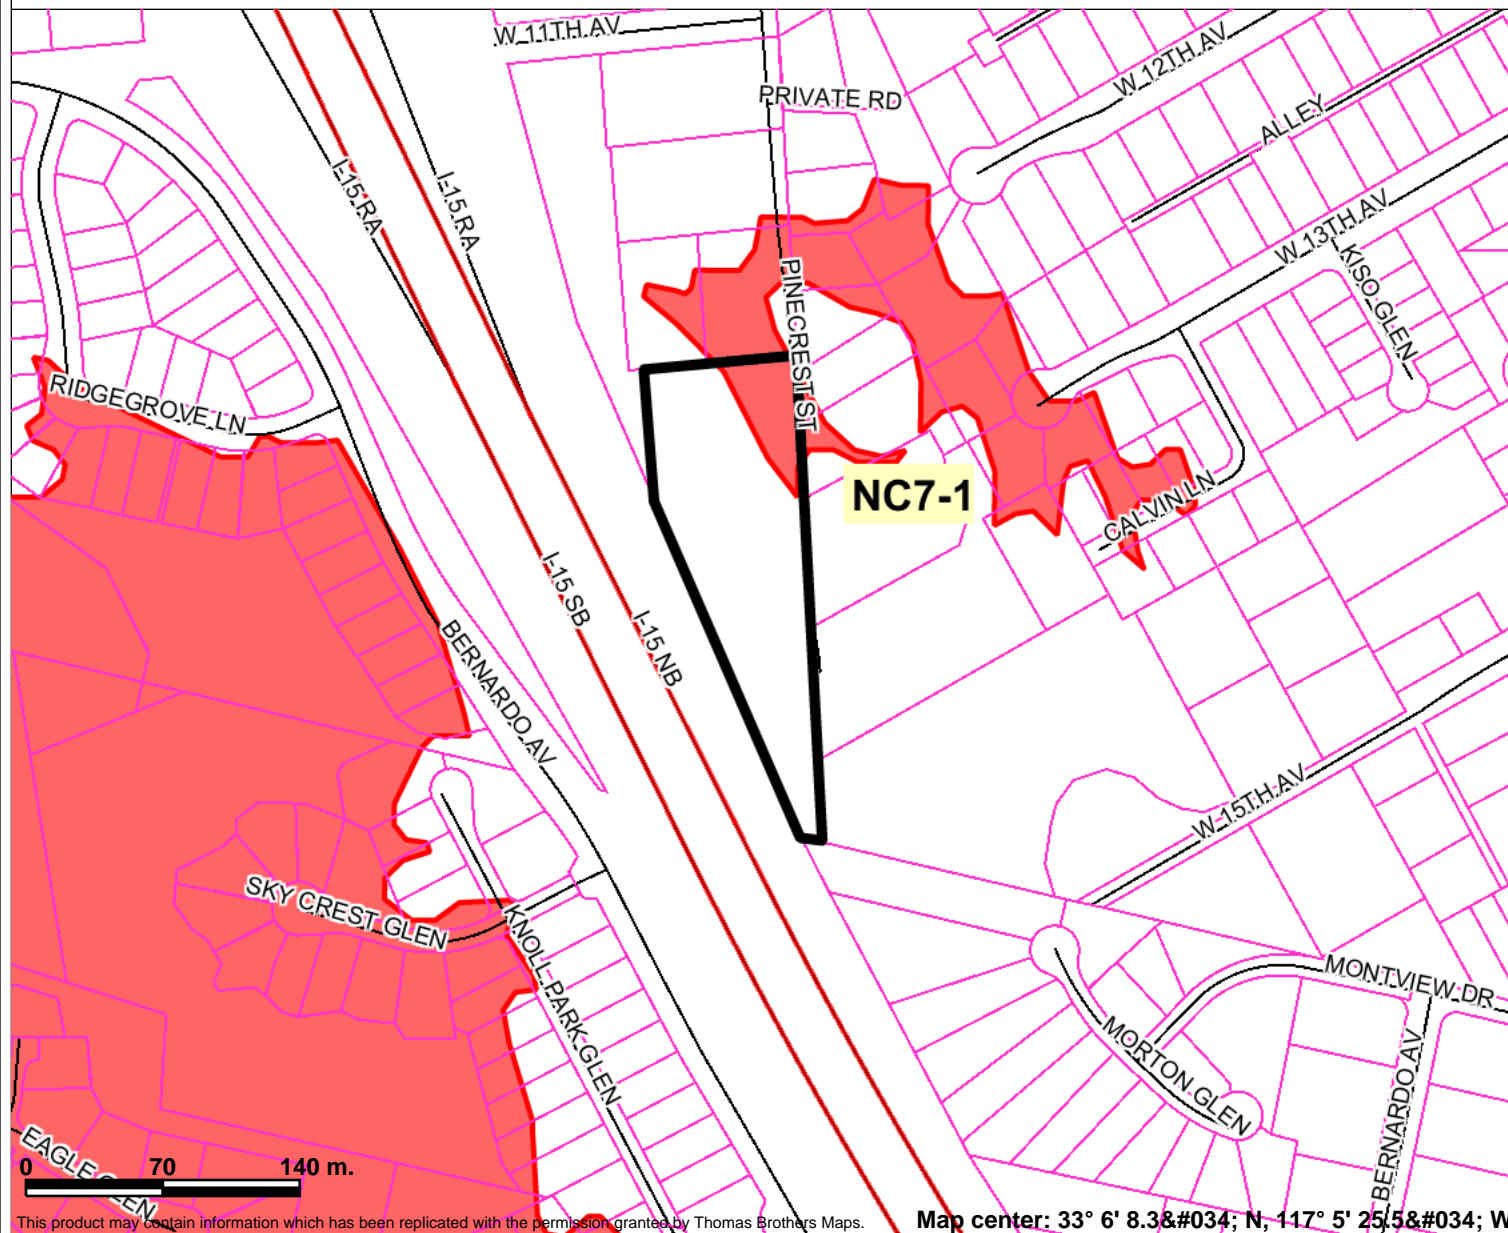 W 11TH AV
W 12TH AV
PRIVATE RD
ALLEY
I-15 RA
I-15 RA
W 13TH AV
KISO GLEN
PINECREST ST
RIDGEGROVE LN
NC7-1
CALVIN LN
I-15 SB
I-15 NB
BERNARDO AV
W 15TH AV
SKY CREST GLEN
KNOLL PARK GLEN
MONTVIEW DR
MORTON GLEN
BERNARDO AV
EAGLE GLEN
0 70 140 m.
This product may contain information which has been replicated with the permission granted by Thomas Brothers Maps.
Map center: 33° 6' 8.3&#034; N, 117° 5' 25.5&#034; W